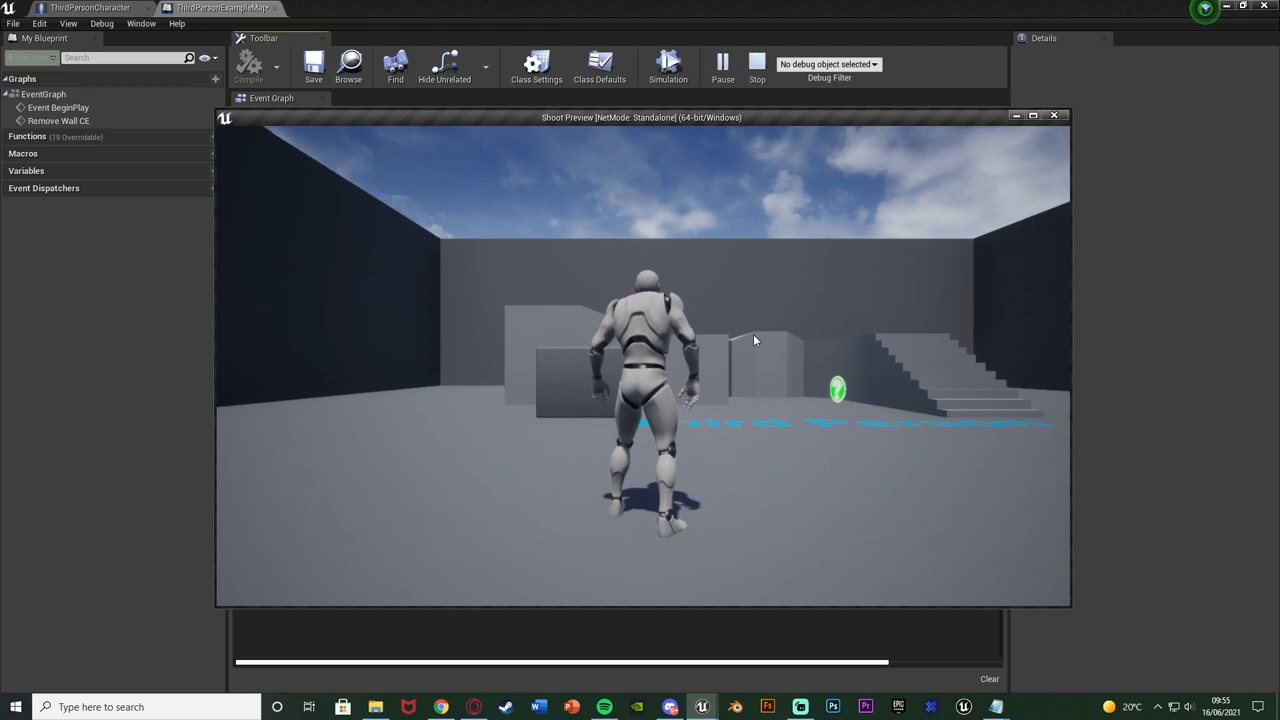 ThirdPersonCharacter
ThirdPersonExampleMap*
File Edit View Debug Window Help
My Blueprint
Toolbar
Details
Search
Compile
Save
Browse
Find
Hide Unrelated
Class Settings
Class Defaults
Simulation
Pause
Stop
No debug object selected
Debug Filter
Graphs
Event Graph
EventGraph
Event BeginPlay
Remove Wall CE
Functions (19 Overridable)
Macros
Variables
Event Dispatchers
Shoot Preview [NetMode: Standalone] (64-bit/Windows)
Clear
Type here to search
20°C
09:55
16/06/2021